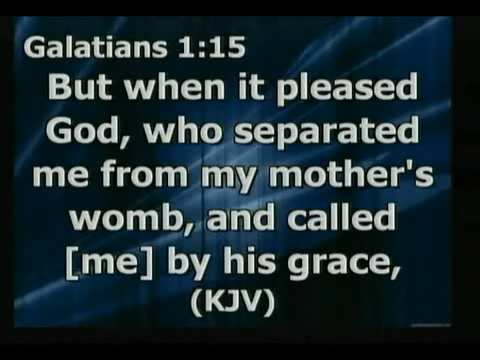 Galatians 1:15
But when it pleased
God, who separated
me from my mother's
womb, and called
[me] by his grace,
(KJV)